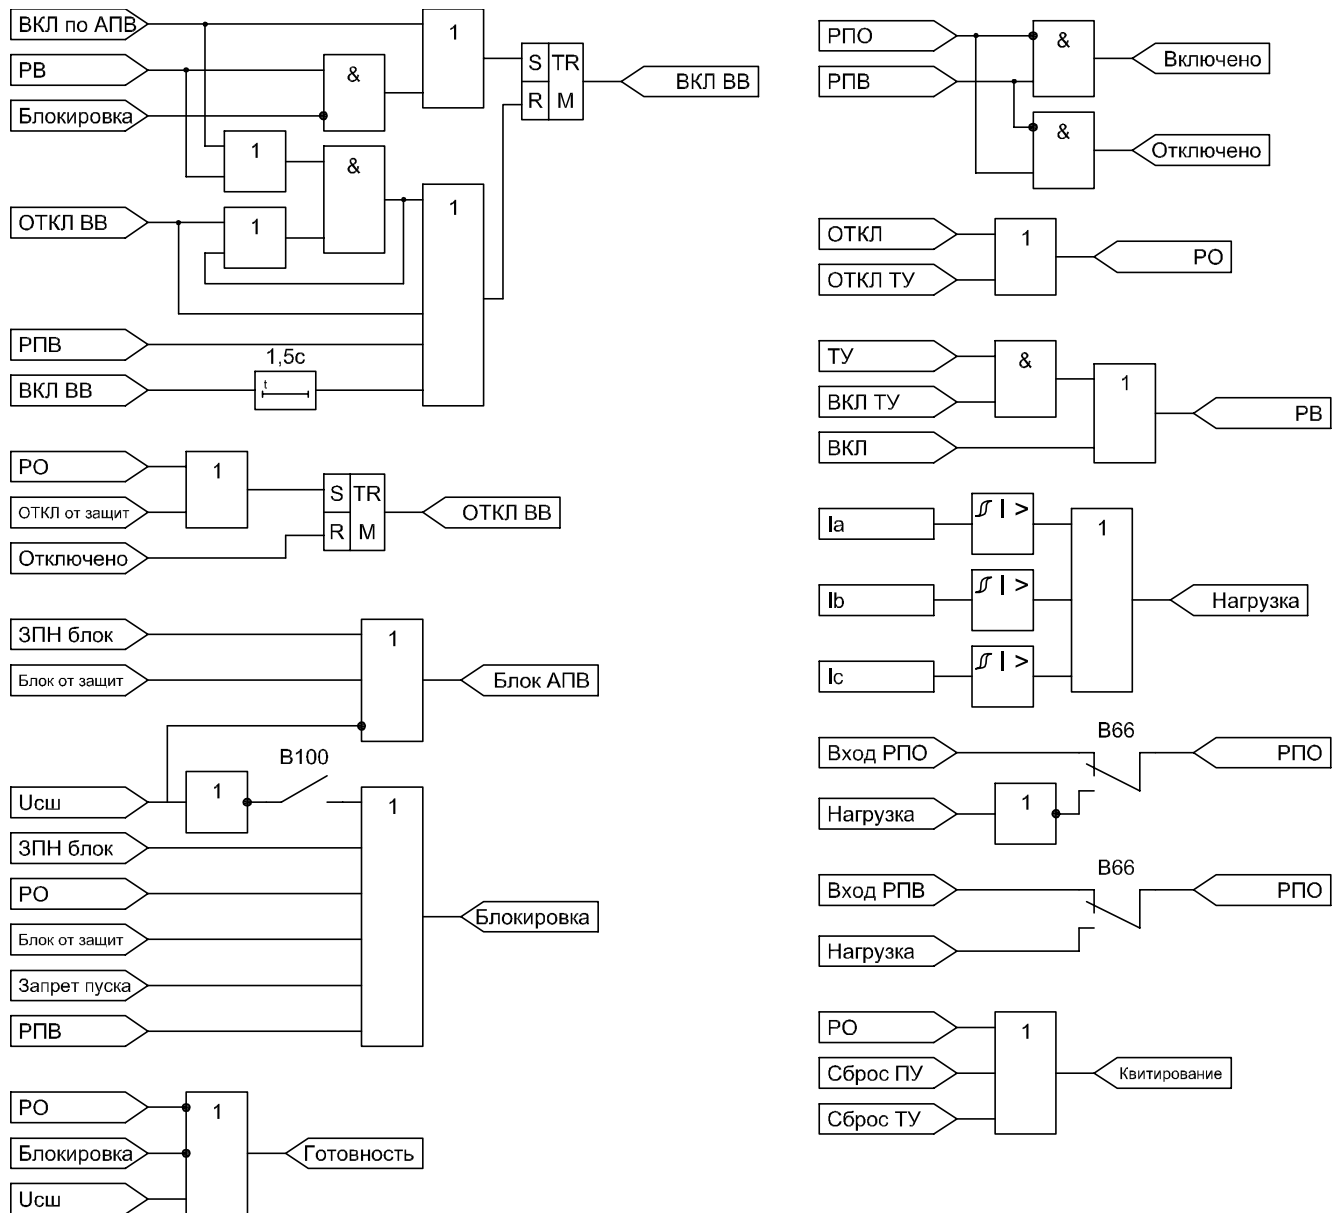 ВКЛ по АПВ
1
РВ
&
Блокировка
1
&
ОТКЛ ВВ
1
1
S TR
R M
ВКЛ ВВ
РПВ
1,5с
t
ВКЛ ВВ
РО
1
ОТКЛ от защит
Отключено
S TR
R M
ОТКЛ ВВ
ЗПН блок
1
Блок от защит
Блок АПВ
Uсш
1
В100
1
ЗПН блок
РО
Блок от защит
Запрет пуска
РПВ
Блокировка
РО
1
Блокировка
Uсш
Готовность
РПО
&
РПВ
Включено
&
Отключено
ОТКЛ
1
ОТКЛ ТУ
РО
ТУ
&
ВКЛ ТУ
1
ВКЛ
РВ
Ia
I >
1
Ib
I >
Нагрузка
Ic
I >
В66
Вход РПО
РПО
Нагрузка
1
В66
Вход РПВ
РПО
Нагрузка
РО
1
Сброс ПУ
Квитирование
Сброс ТУ